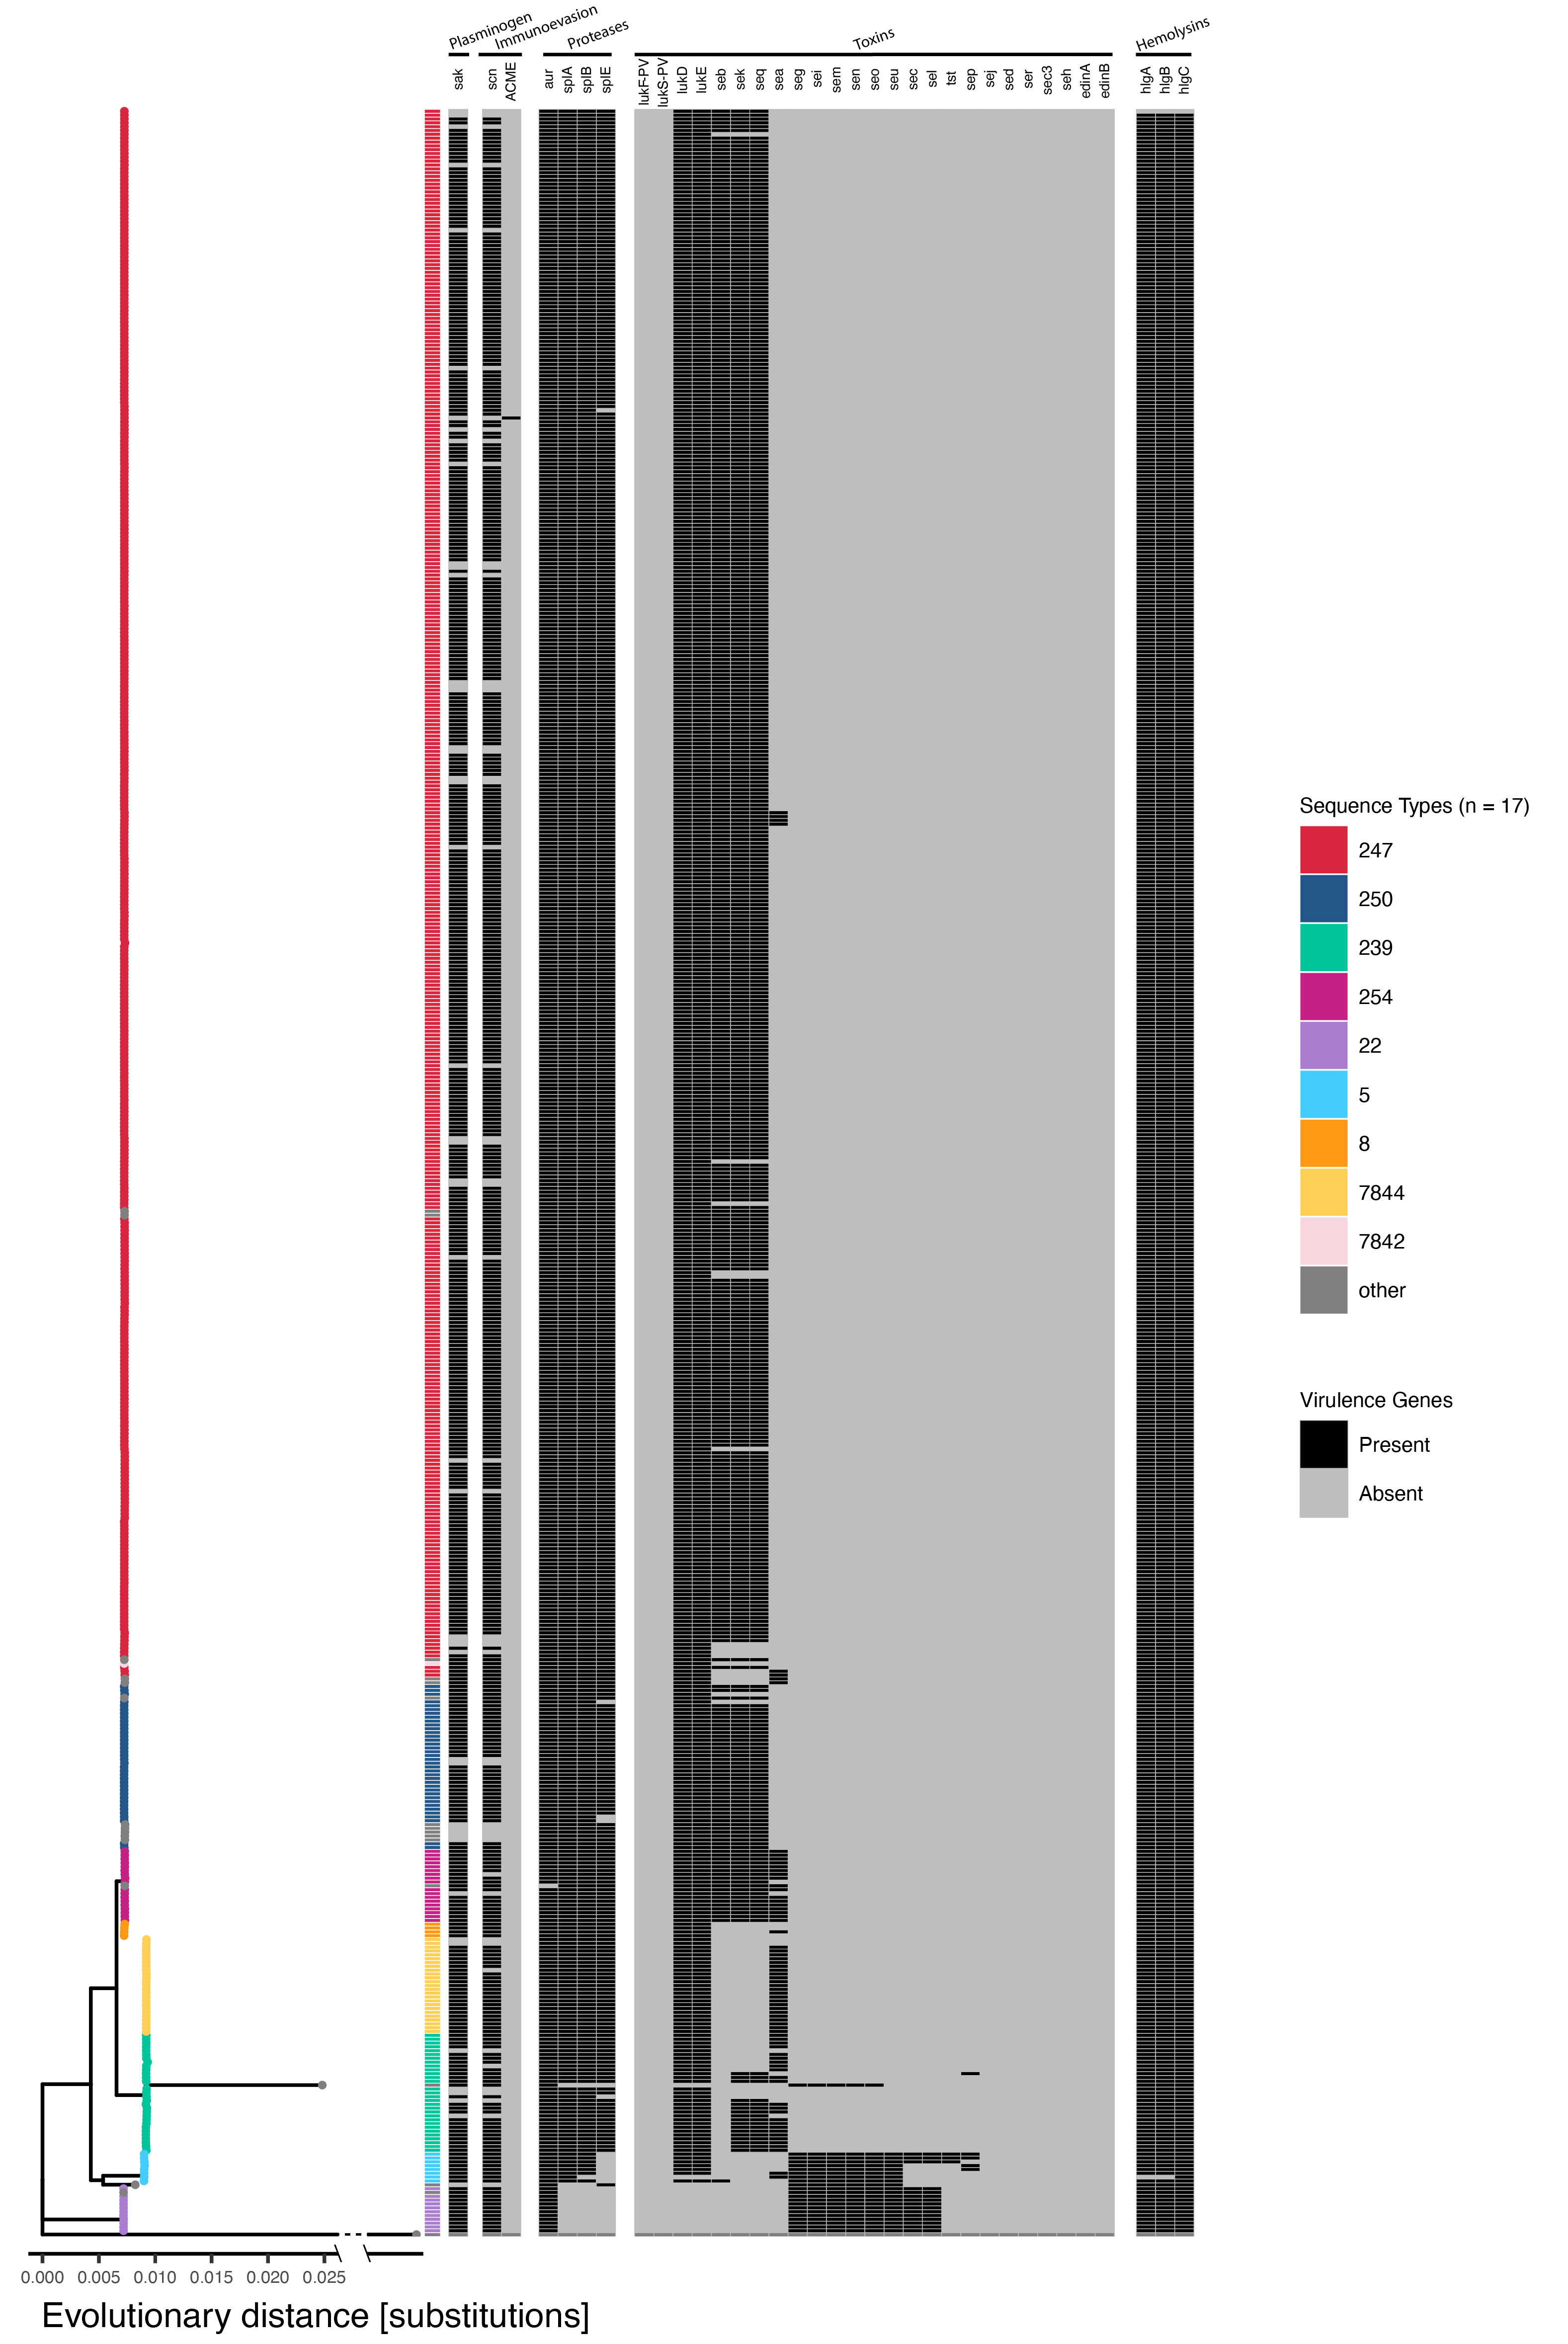 Plasminogen
Immunoevasion
Proteases
Toxins
Hemolysins
sak
scn
ACME
aur
splA
splB
splE
lukF-PV
lukS-PV
lukD
lukE
seb
sek
seq
sea
seg
sei
sem
sen
seo
seu
sec
sel
tst
sep
sej
sed
ser
sec3
seh
edinA
edinB
hlgA
hlgB
hlgC
Sequence Types (n = 17)
247
250
239
254
22
5
8
7844
7842
other
Virulence Genes
Present
Absent
0.000 0.005 0.010 0.015 0.020 0.025
Evolutionary distance [substitutions]